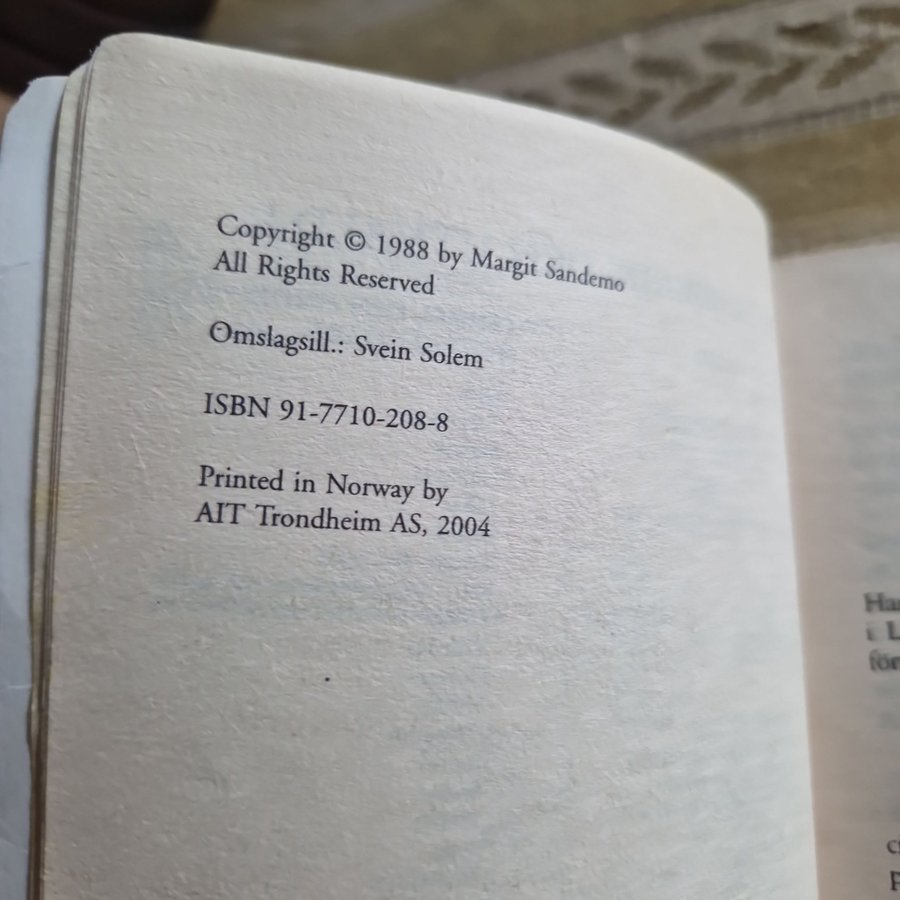 Copyright © 1988 by Margit Sandemo
All Rights Reserved
Omslagsill.: Svein Solem
ISBN 91-7710-208-8
Printed in Norway by
AIT Trondheim AS, 2004